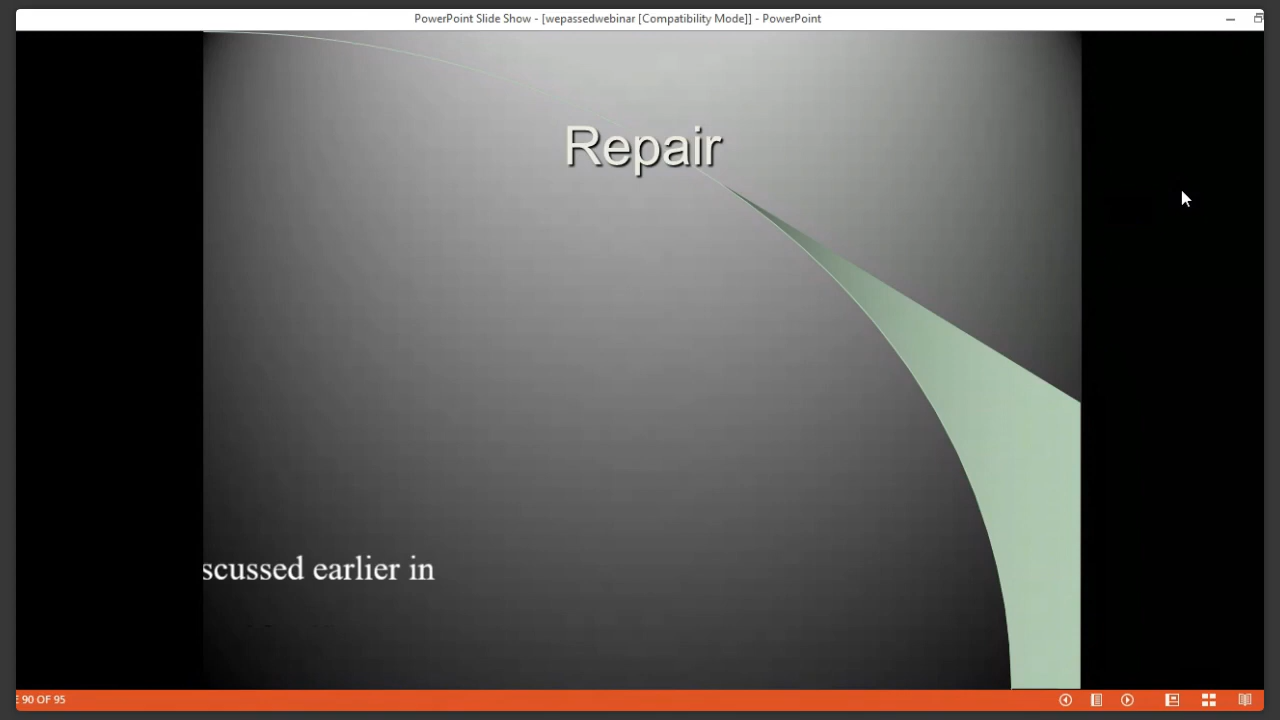 PowerPoint Slide Show - [wepassedwebinar [Compatibility Mode]] - PowerPoint
Repair
scussed earlier in
E 90 OF 95